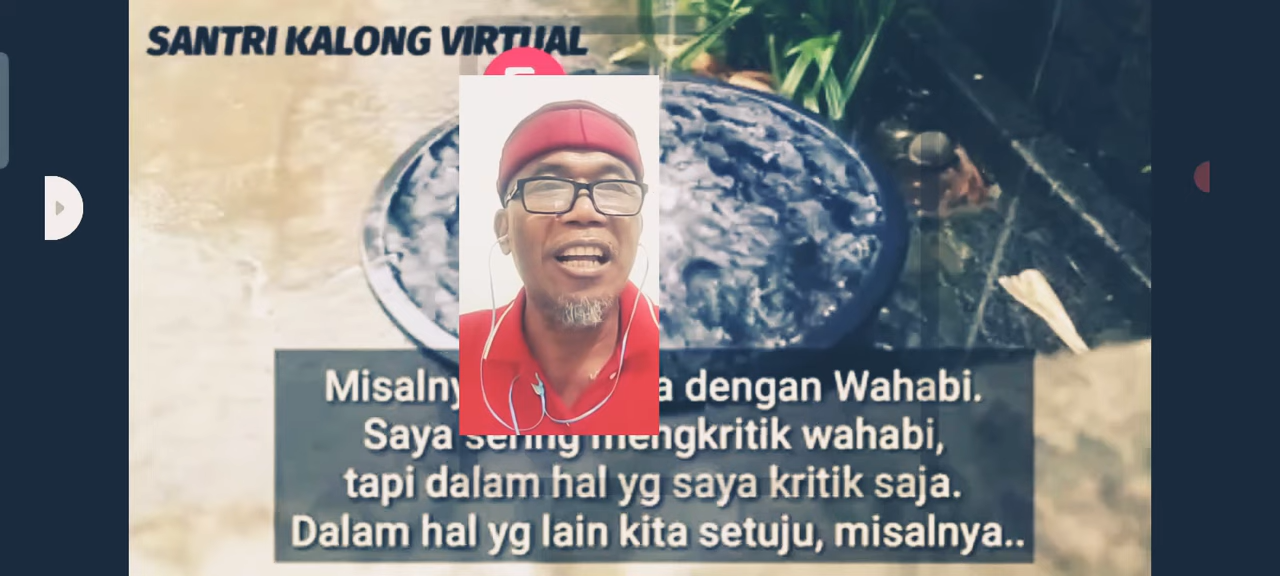 SANTRI KALONG VIRTUAL
Misalny a dengan Wahabi.
Saya sering mengkritik wahabi,
tapi dalam hal yg saya kritik saja.
Dalam hal yg lain kita setuju, misalnya..